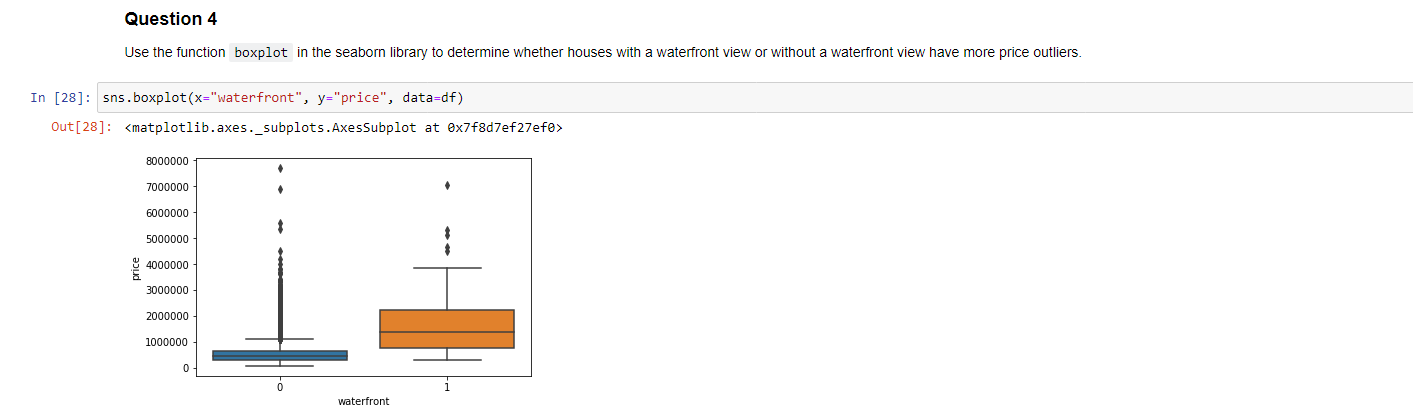 Question 4
Use the function boxplot in the seaborn library to determine whether houses with a waterfront view or without a waterfront view have more price outliers.
In [28]: sns.boxplot(x="waterfront", y="price", data=df)
Out[28]: <matplotlib.axes._subplots.AxesSubplot at 0x7f8d7ef27ef0>
8000000
7000000
6000000
5000000
4000000
price
3000000
2000000
1000000
0
0 1
waterfront